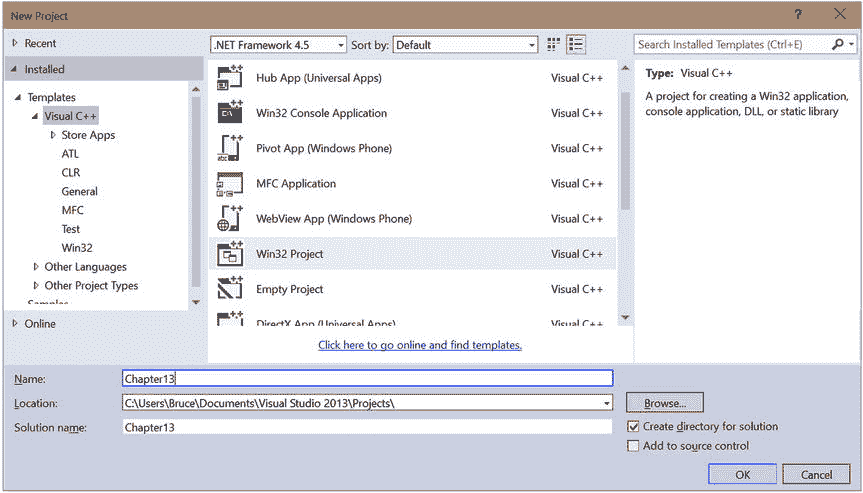 New Project
?
Recent
.NET Framework 4.5
Sort by: Default
Search Installed Templates (Ctrl+E)
Installed
Templates
Visual C++
Store Apps
ATL
CLR
General
MFC
Test
Win32
Other Languages
Other Project Types
Samples
Online
Hub App (Universal Apps) Visual C++
Win32 Console Application Visual C++
Pivot App (Windows Phone) Visual C++
MFC Application Visual C++
WebView App (Windows Phone) Visual C++
Win32 Project Visual C++
Empty Project Visual C++
DirectX App (Universal Apps) Visual C++
Click here to go online and find templates.
Type: Visual C++
A project for creating a Win32 application,
console application, DLL, or static library
Name: Chapter13
Location: C:\Users\Bruce\Documents\Visual Studio 2013\Projects\
Browse...
Solution name: Chapter13
Create directory for solution
Add to source control
OK
Cancel